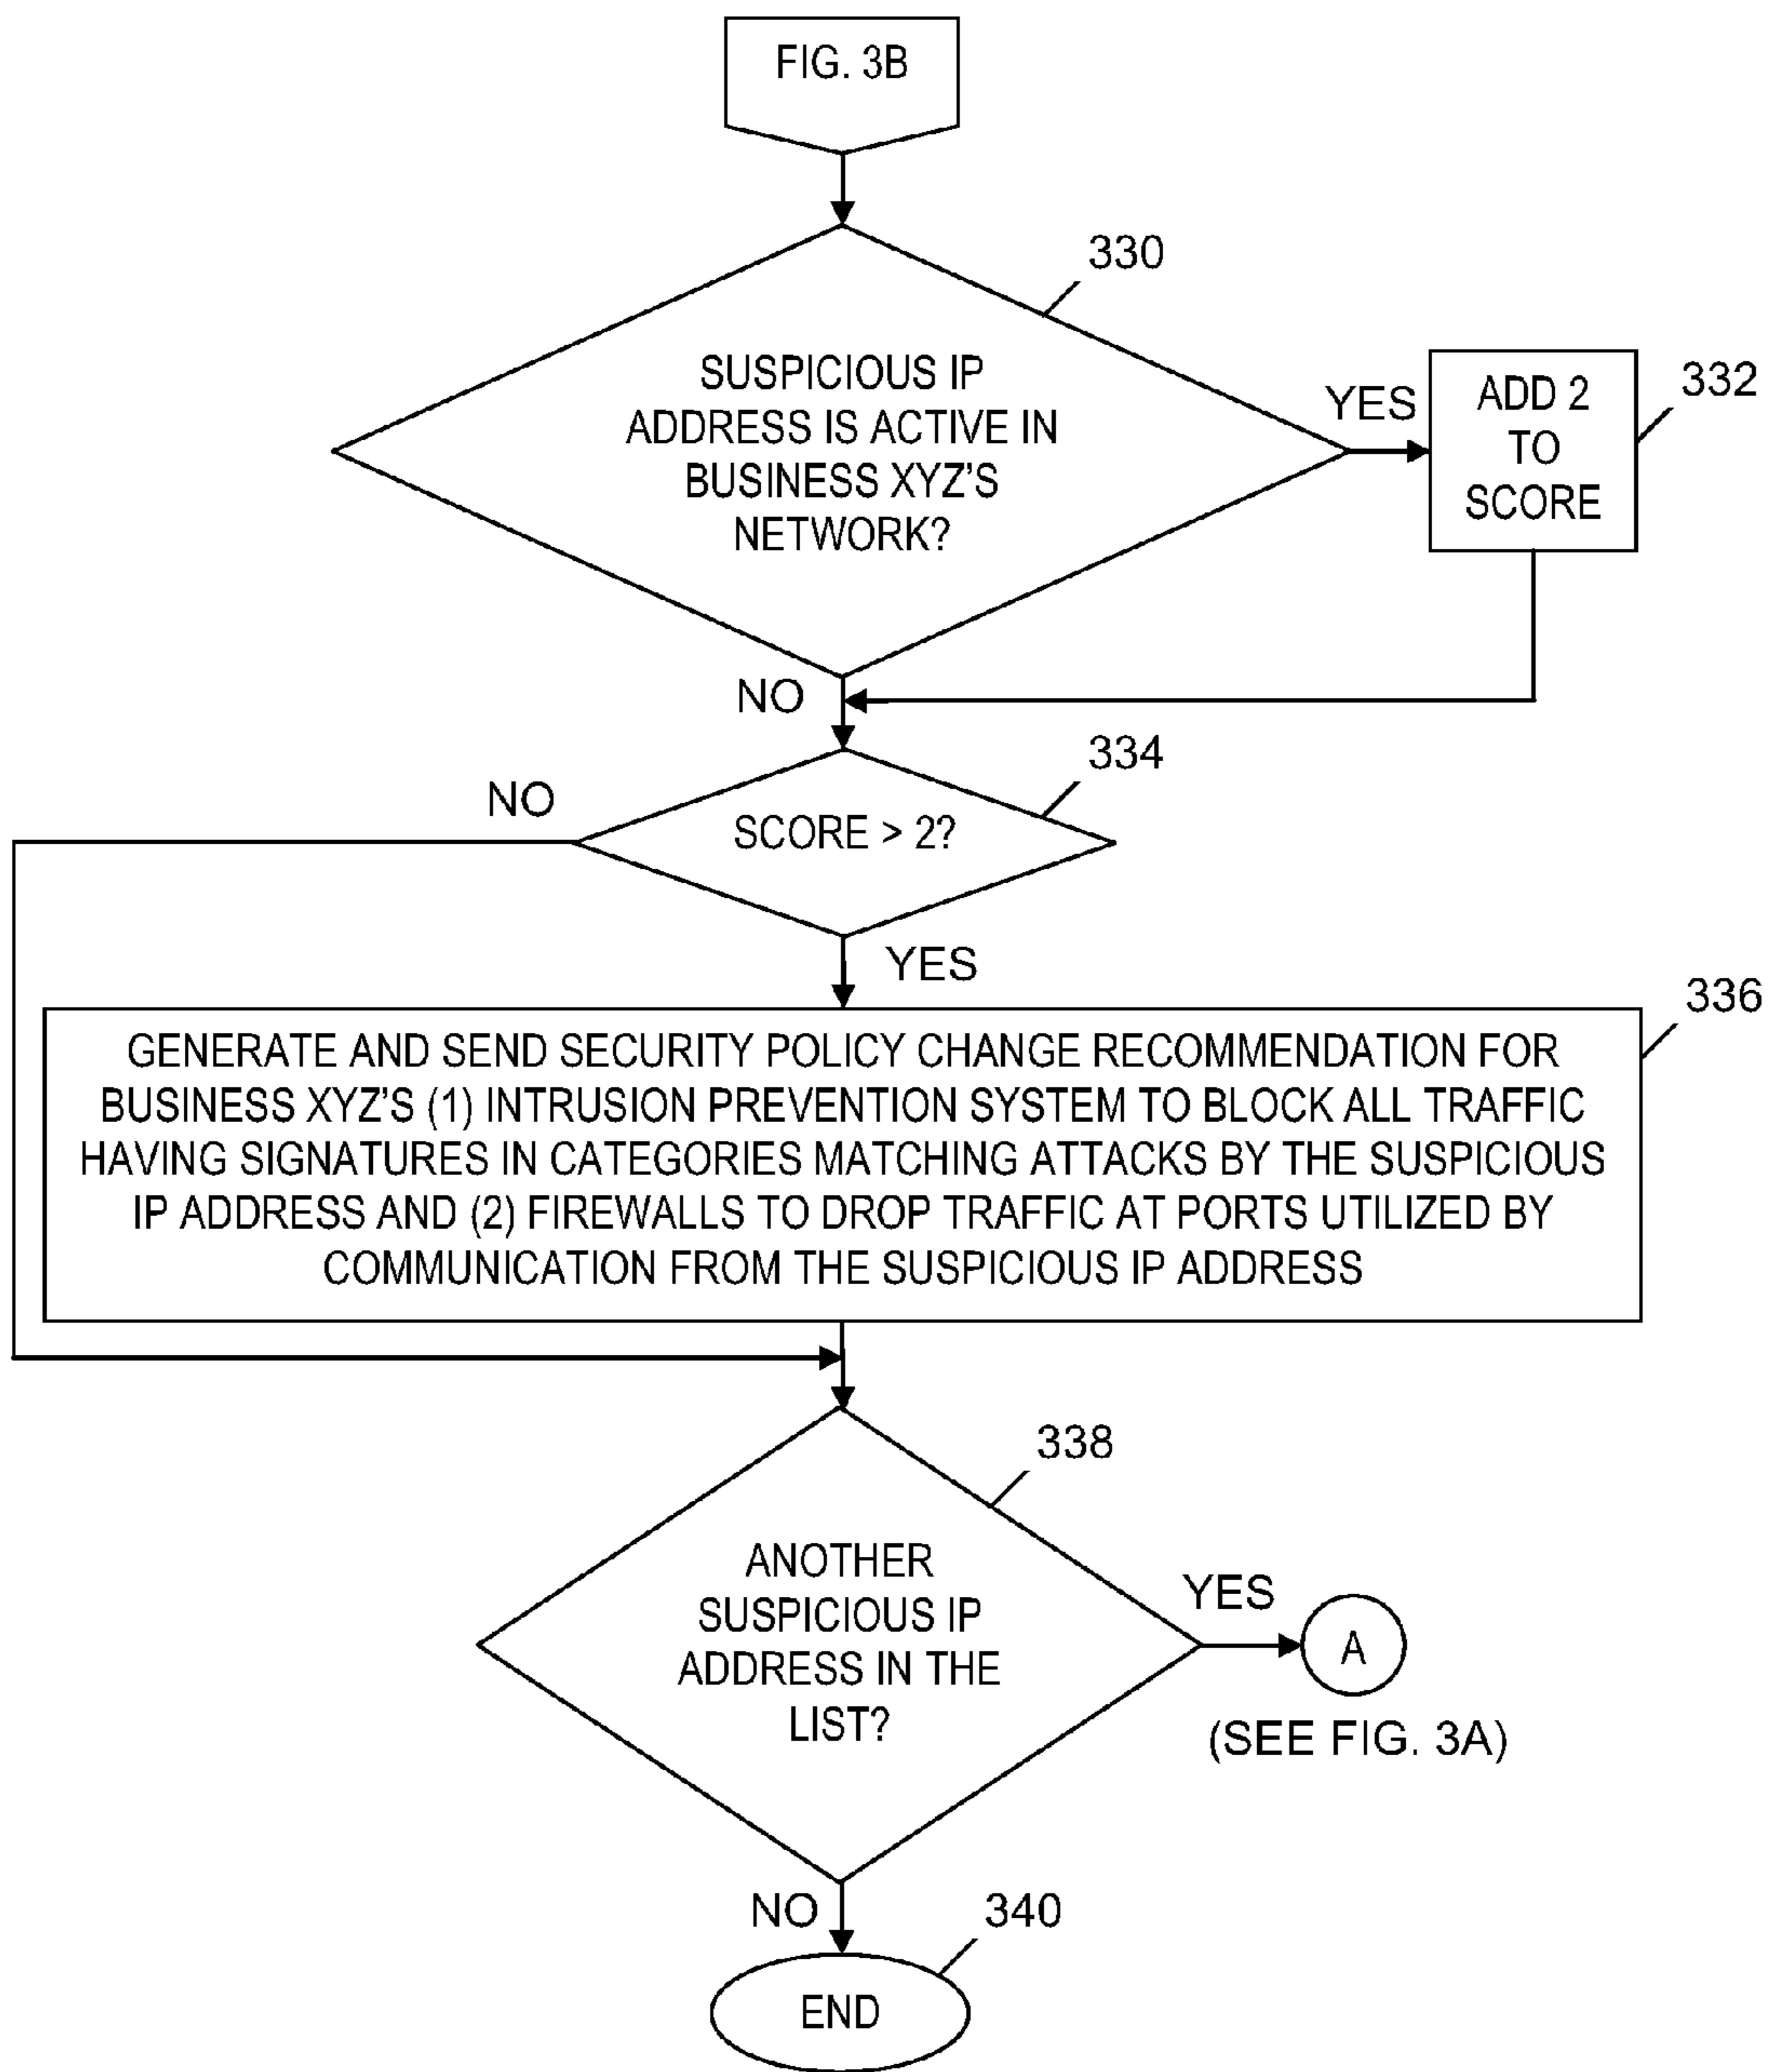 FIG. 3B
330
SUSPICIOUS IP
ADDRESS IS ACTIVE IN
BUSINESS XYZ'S
NETWORK?
YES
ADD 2
TO
SCORE
332
NO
334
NO
SCORE > 2?
YES
336
GENERATE AND SEND SECURITY POLICY CHANGE RECOMMENDATION FOR
BUSINESS XYZ'S (1) INTRUSION PREVENTION SYSTEM TO BLOCK ALL TRAFFIC
HAVING SIGNATURES IN CATEGORIES MATCHING ATTACKS BY THE SUSPICIOUS
IP ADDRESS AND (2) FIREWALLS TO DROP TRAFFIC AT PORTS UTILIZED BY
COMMUNICATION FROM THE SUSPICIOUS IP ADDRESS
338
ANOTHER
SUSPICIOUS IP
ADDRESS IN THE
LIST?
YES
A
(SEE FIG. 3A)
NO
340
END